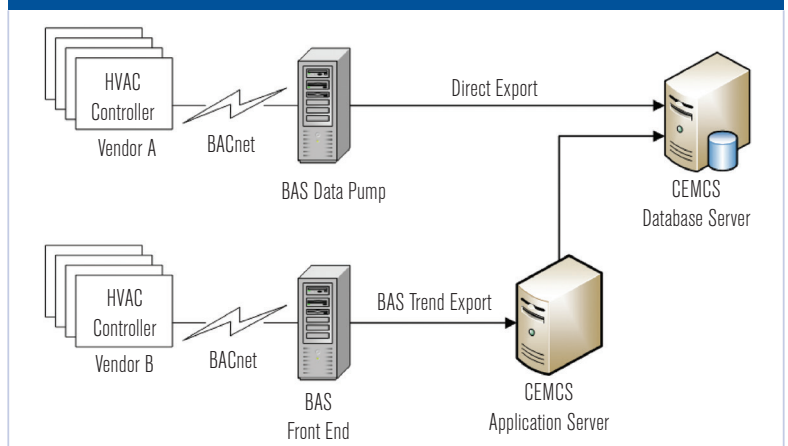 HVAC
Controller
Vendor A
BACnet
BAS Data Pump
Direct Export
CEMCS
Database Server
HVAC
Controller
Vendor B
BACnet
BAS
Front End
BAS Trend Export
CEMCS
Application Server